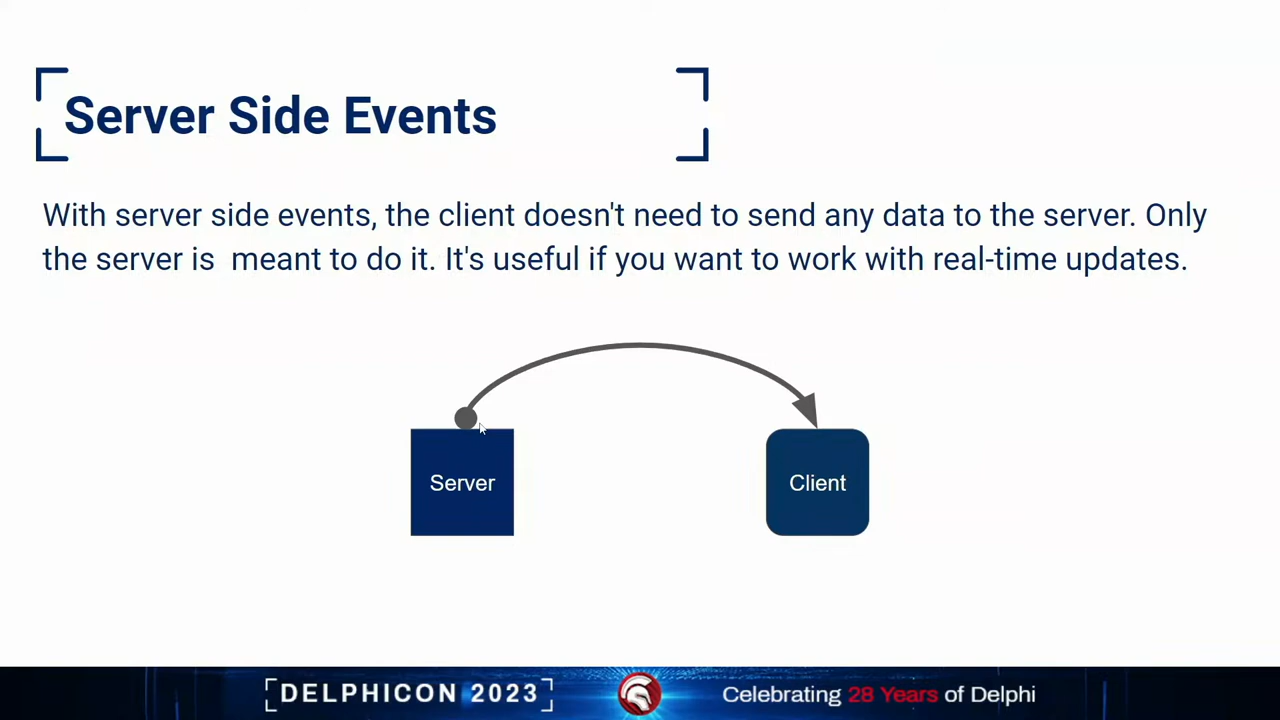 Server Side Events
With server side events, the client doesn't need to send any data to the server. Only
the server is  meant to do it. It's useful if you want to work with real-time updates.
Server
Client
DELPHICON 2023
Celebrating 28 Years of Delphi